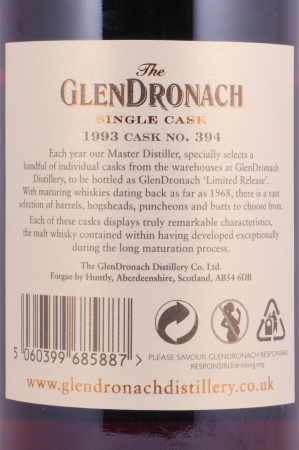 The
GLENDRONACH
SINGLE CASK
1993 CASK NO. 394
Each year our Master Distiller, specially selects a
handful of individual casks from the warehouses at GlenDronach
Distillery, to be bottled as GlenDronach ‘Limited Release’.
With maturing whiskies dating back as far as 1968, there is a vast
selection of barrels, hogsheads, puncheons and butts to choose from.
Each of these casks displays truly remarkable characteristics,
the malt whisky contained within having developed exceptionally
during the long maturation process.
The GlenDronach Distillery Co. Ltd.
Forgue by Huntly, Aberdeenshire, Scotland, AB54 6DB
5 060399 685887 >
PLEASE SAVOUR GLENDRONACH RESPONSIBLY
RESPONSIBLEdrinking.org
www.glendronachdistillery.co.uk